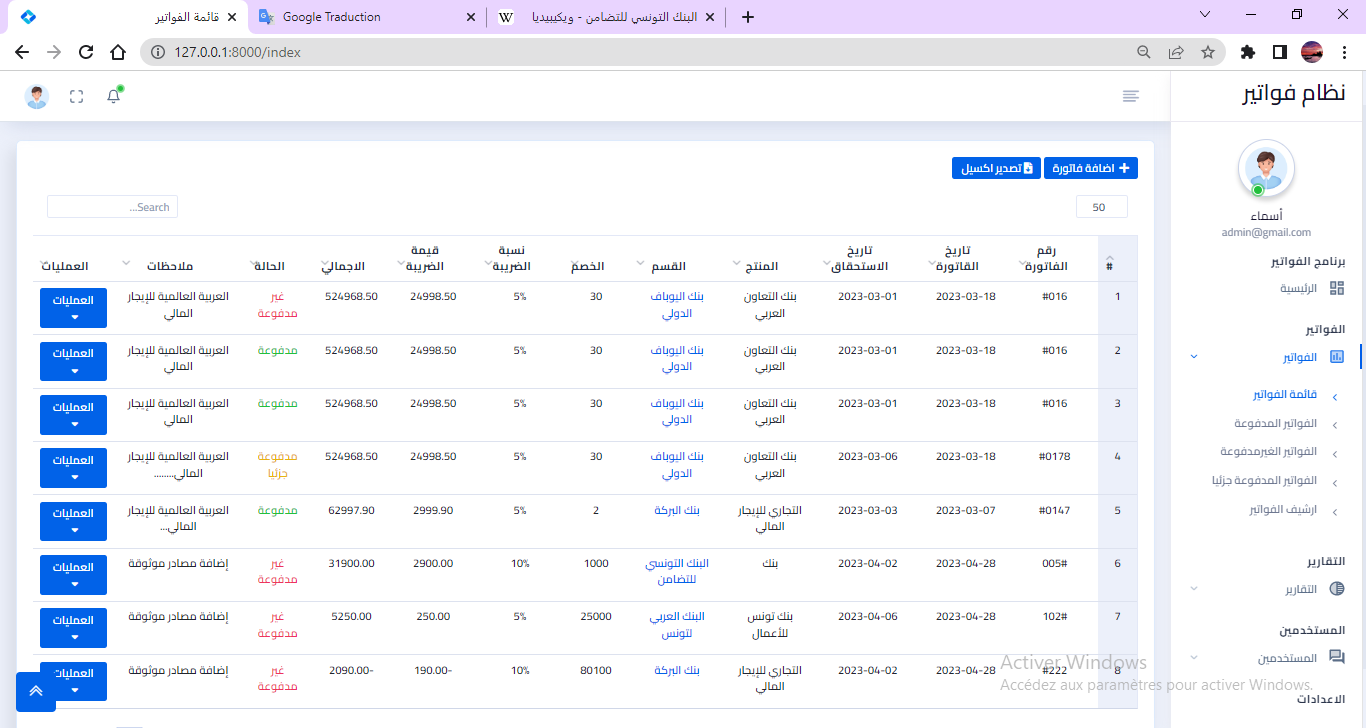 قائمة الفواتير
Google Traduction
البنك التونسي للتضامن - ويكيبيديا
W
127.0.0.1:8000/index
نظام فواتير
أسماء
admin@gmail.com
برنامج الفواتير
الرئيسية
الفواتير
الفواتير
قائمة الفواتير
الفواتير المدفوعة
الفواتير الغيرمدفوعة
الفواتير المدفوعة جزئيا
ارشيف الفواتير
التقارير
التقارير
المستخدمين
المستخدمين
الاعدادات
اضافة فاتورة
تصدير اكسيل
50
Search...
# رقم الفاتورة تاريخ القاتورة تاريخ الاستحقاق المنتج القسم الخصم نسبة الضريبة قيمة الضريبة الاجمالي الحالة ملاحظات العمليات
1 #016 2023-03-18 2023-03-01 بنك التعاون العربي بنك اليوباف الدولي 30 5% 24998.50 524968.50 غير مدفوعة العربية العالمية للإيجار المالي العمليات
2 #016 2023-03-18 2023-03-01 بنك التعاون العربي بنك اليوباف الدولي 30 5% 24998.50 524968.50 مدفوعة العربية العالمية للإيجار المالي العمليات
3 #016 2023-03-18 2023-03-01 بنك التعاون العربي بنك اليوباف الدولي 30 5% 24998.50 524968.50 مدفوعة العربية العالمية للإيجار المالي العمليات
4 #0178 2023-03-18 2023-03-06 بنك التعاون العربي بنك اليوباف الدولي 30 5% 24998.50 524968.50 مدفوعة جزئيا العربية العالمية للإيجار المالي........ العمليات
5 #0147 2023-03-07 2023-03-03 التجاري للإيجار المالي بنك البركة 2 5% 2999.90 62997.90 مدفوعة العربية العالمية للإيجار المالي... العمليات
6 005# 2023-04-28 2023-04-02 بنك البنك التونسي للتضامن 1000 10% 2900.00 31900.00 غير مدفوعة إضافة مصادر موثوقة العمليات
7 102# 2023-04-28 2023-04-06 بنك تونس للأعمال البنك العربي لتونس 25000 5% 250.00 5250.00 غير مدفوعة إضافة مصادر موثوقة العمليات
8 #222 2023-04-28 2023-04-02 التجاري للإيجار المالي بنك البركة 80100 10% 190.00- 2090.00- غير مدفوعة إضافة مصادر موثوقة العمليات
Activer Windows
Accédez aux paramètres pour activer Windows.